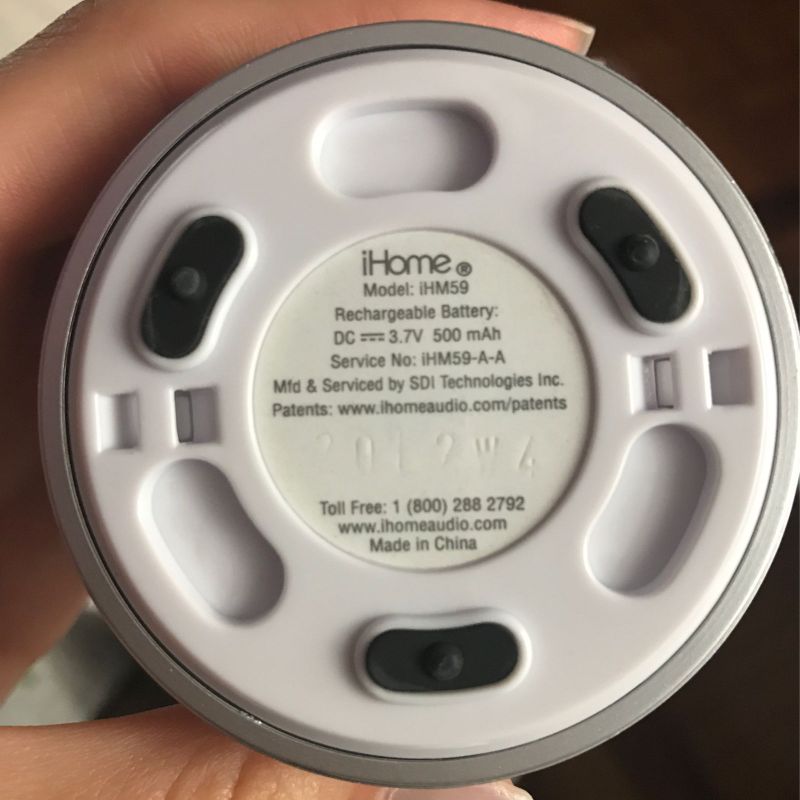 iHome®
Model: iHM59
Rechargeable Battery:
DC ⎓ 3.7V 500 mAh
Service No: iHM59-A-A
Mfd & Serviced by SDI Technologies Inc.
Patents: www.ihomeaudio.com/patents
20L2W4
Toll Free: 1 (800) 288 2792
www.ihomeaudio.com
Made in China